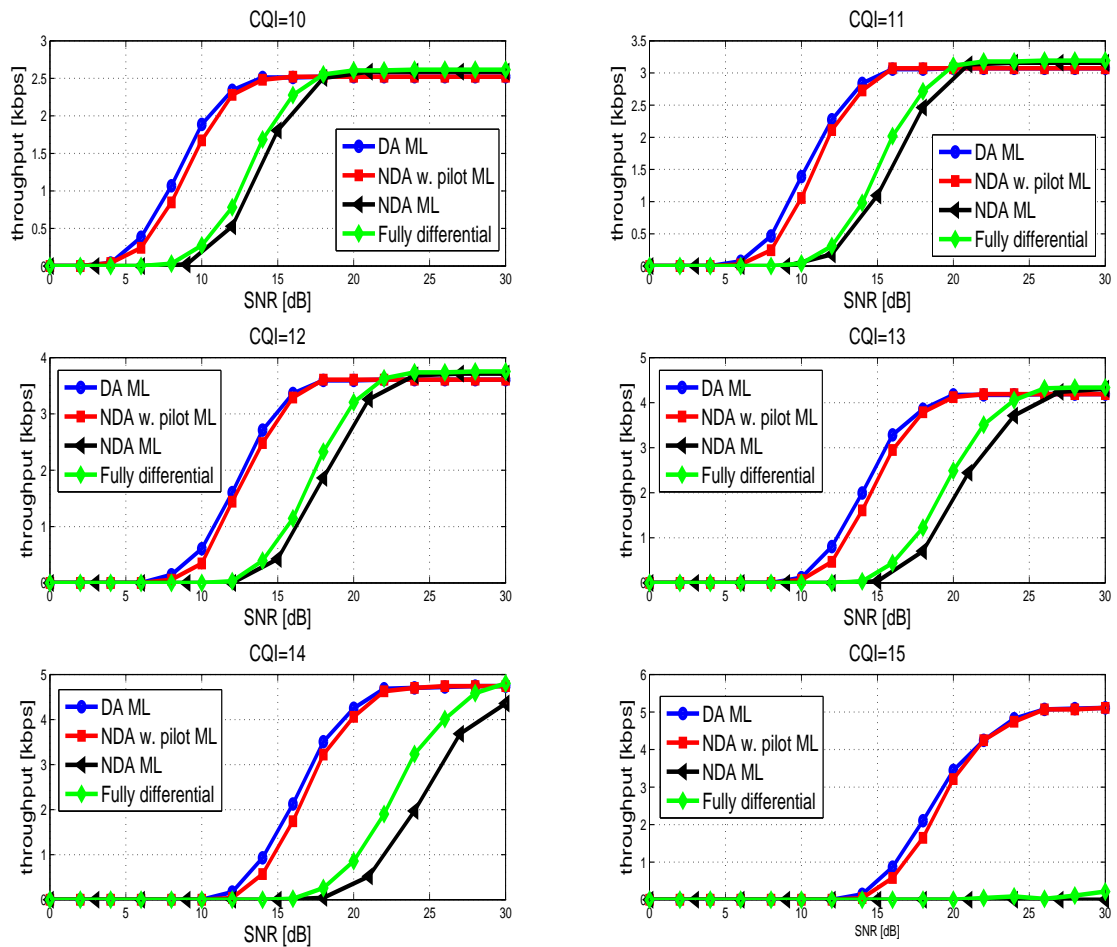 CQI=10
throughput [kbps]
3
2.5
2
1.5
1
0.5
0
0 5 10 15 20 25 30
SNR [dB]
DA ML
NDA w. pilot ML
NDA ML
Fully differential
CQI=11
throughput [kbps]
3.5
3
2.5
2
1.5
1
0.5
0
0 5 10 15 20 25 30
SNR [dB]
DA ML
NDA w. pilot ML
NDA ML
Fully differential
CQI=12
throughput [kbps]
4
3
2
1
0
0 5 10 15 20 25 30
SNR [dB]
DA ML
NDA w. pilot ML
NDA ML
Fully differential
CQI=13
throughput [kbps]
5
4
3
2
1
0
0 5 10 15 20 25 30
SNR [dB]
DA ML
NDA w. pilot ML
NDA ML
Fully differential
CQI=14
throughput [kbps]
5
4
3
2
1
0
0 5 10 15 20 25 30
SNR [dB]
DA ML
NDA w. pilot ML
NDA ML
Fully differential
CQI=15
throughput [kbps]
6
5
4
3
2
1
0
0 5 10 15 20 25 30
SNR [dB]
DA ML
NDA w. pilot ML
NDA ML
Fully differential